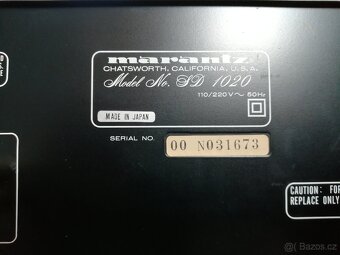 marantz
CHATSWORTH, CALIFORNIA, U.S.A.
Model No. SD 1020
110/220V ~ 50Hz
MADE IN JAPAN
SERIAL NO.
00 N031673
CAUTION: FOR
REPLACE ONLY
bazos.cz